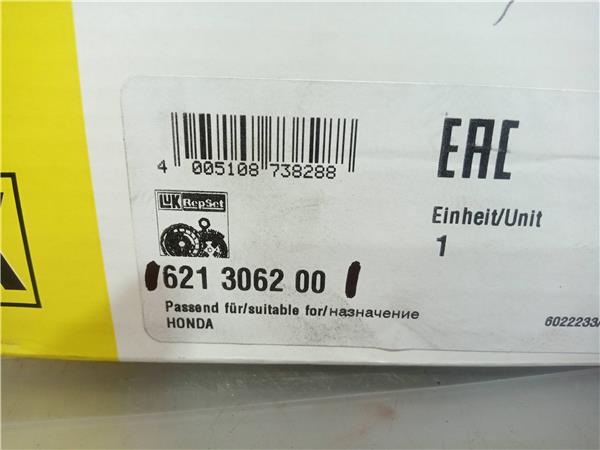 4 005108 738288
EAC
LUK RepSet
Einheit/Unit
1
621 3062 00
Passend für/suitable for/назначение
HONDA
6022233/